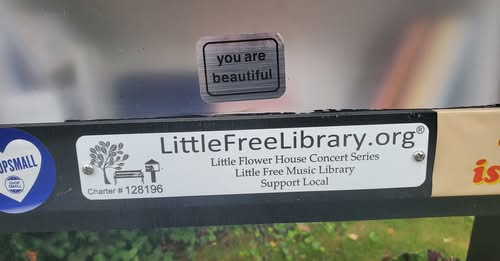 you are
beautiful
LittleFreeLibrary.org®
Little Flower House Concert Series
Little Free Music Library
Support Local
Charter # 128196
PSMALL
is